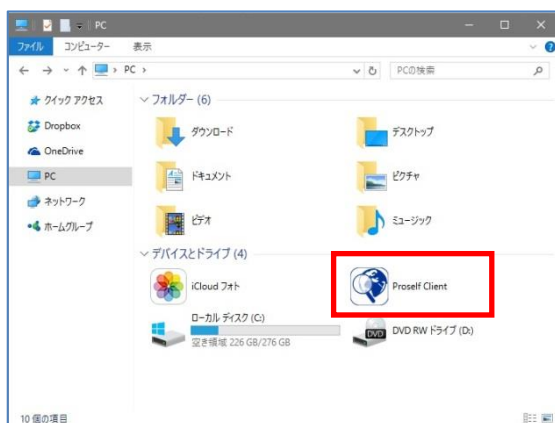 PC
ファイル コンピューター 表示
PC
PCの検索
クイック アクセス
Dropbox
OneDrive
PC
ネットワーク
ホームグループ
フォルダー (6)
ダウンロード
デスクトップ
ドキュメント
ピクチャ
ビデオ
ミュージック
デバイスとドライブ (4)
iCloud フォト
Proself Client
ローカル ディスク (C:)
空き領域 226 GB/276 GB
DVD
DVD RW ドライブ (D:)
10 個の項目